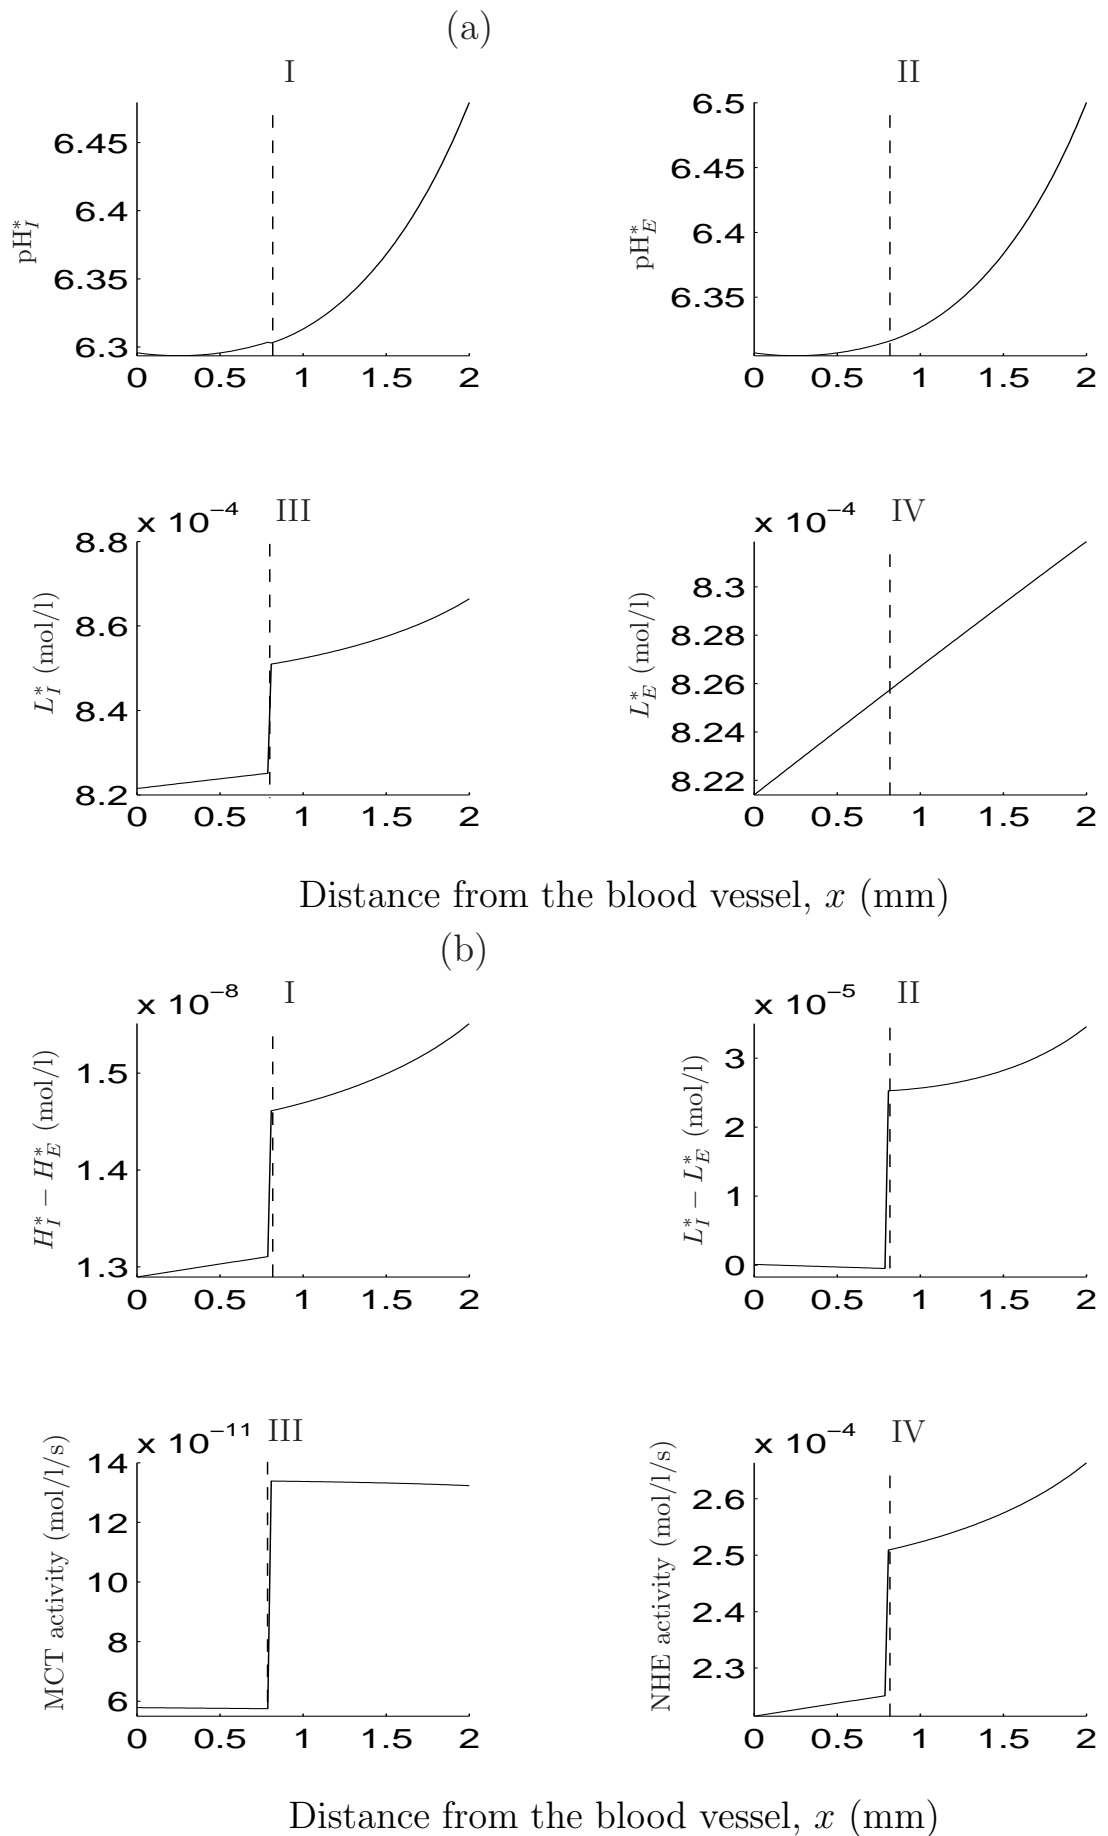 (a)
I
pH*I
6.45
6.4
6.35
6.3
0 0.5 1 1.5 2
II
pH*E
6.5
6.45
6.4
6.35
0 0.5 1 1.5 2
III
x 10−4
L*I (mol/l)
8.8
8.6
8.4
8.2
0 0.5 1 1.5 2
IV
x 10−4
L*E (mol/l)
8.3
8.28
8.26
8.24
8.22
0 0.5 1 1.5 2
Distance from the blood vessel, x (mm)
(b)
I
x 10−8
H*I − H*E (mol/l)
1.5
1.4
1.3
0 0.5 1 1.5 2
II
x 10−5
L*I − L*E (mol/l)
3
2
1
0
0 0.5 1 1.5 2
III
x 10−11
MCT activity (mol/l/s)
14
12
10
8
6
0 0.5 1 1.5 2
IV
x 10−4
NHE activity (mol/l/s)
2.6
2.5
2.4
2.3
0 0.5 1 1.5 2
Distance from the blood vessel, x (mm)